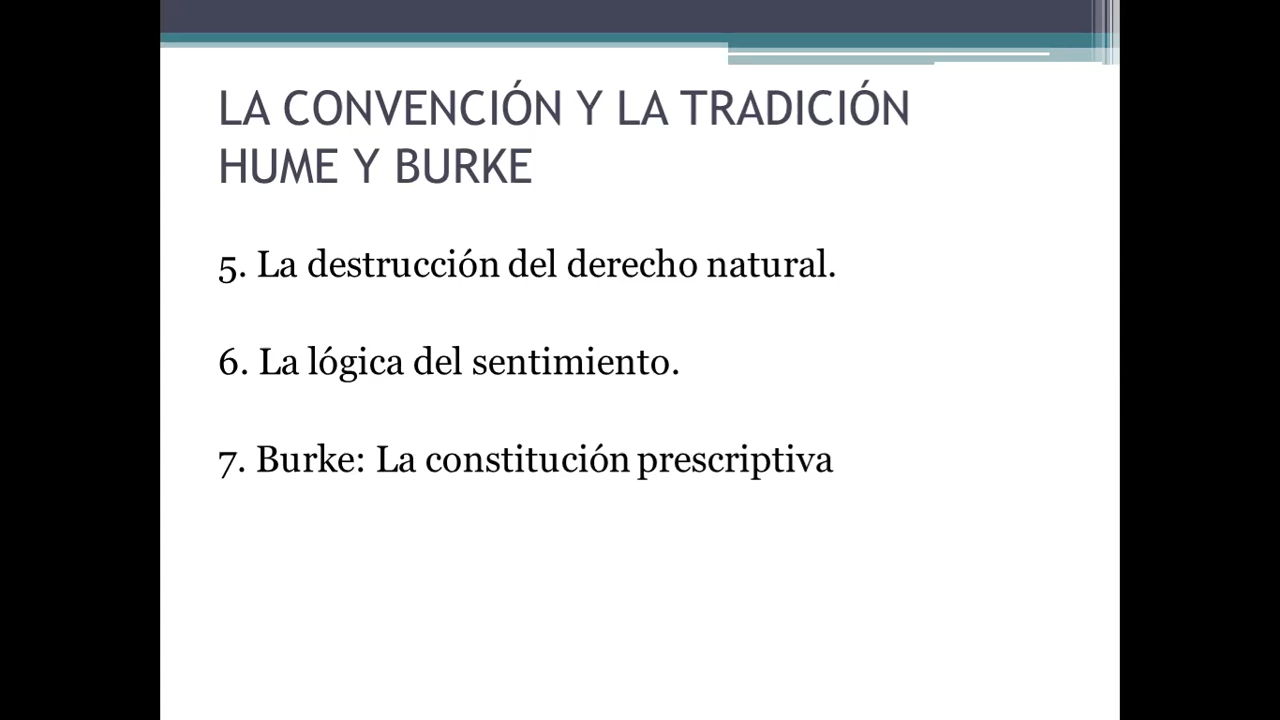 LA CONVENCIÓN Y LA TRADICIÓN
HUME Y BURKE
5. La destrucción del derecho natural.
6. La lógica del sentimiento.
7. Burke: La constitución prescriptiva